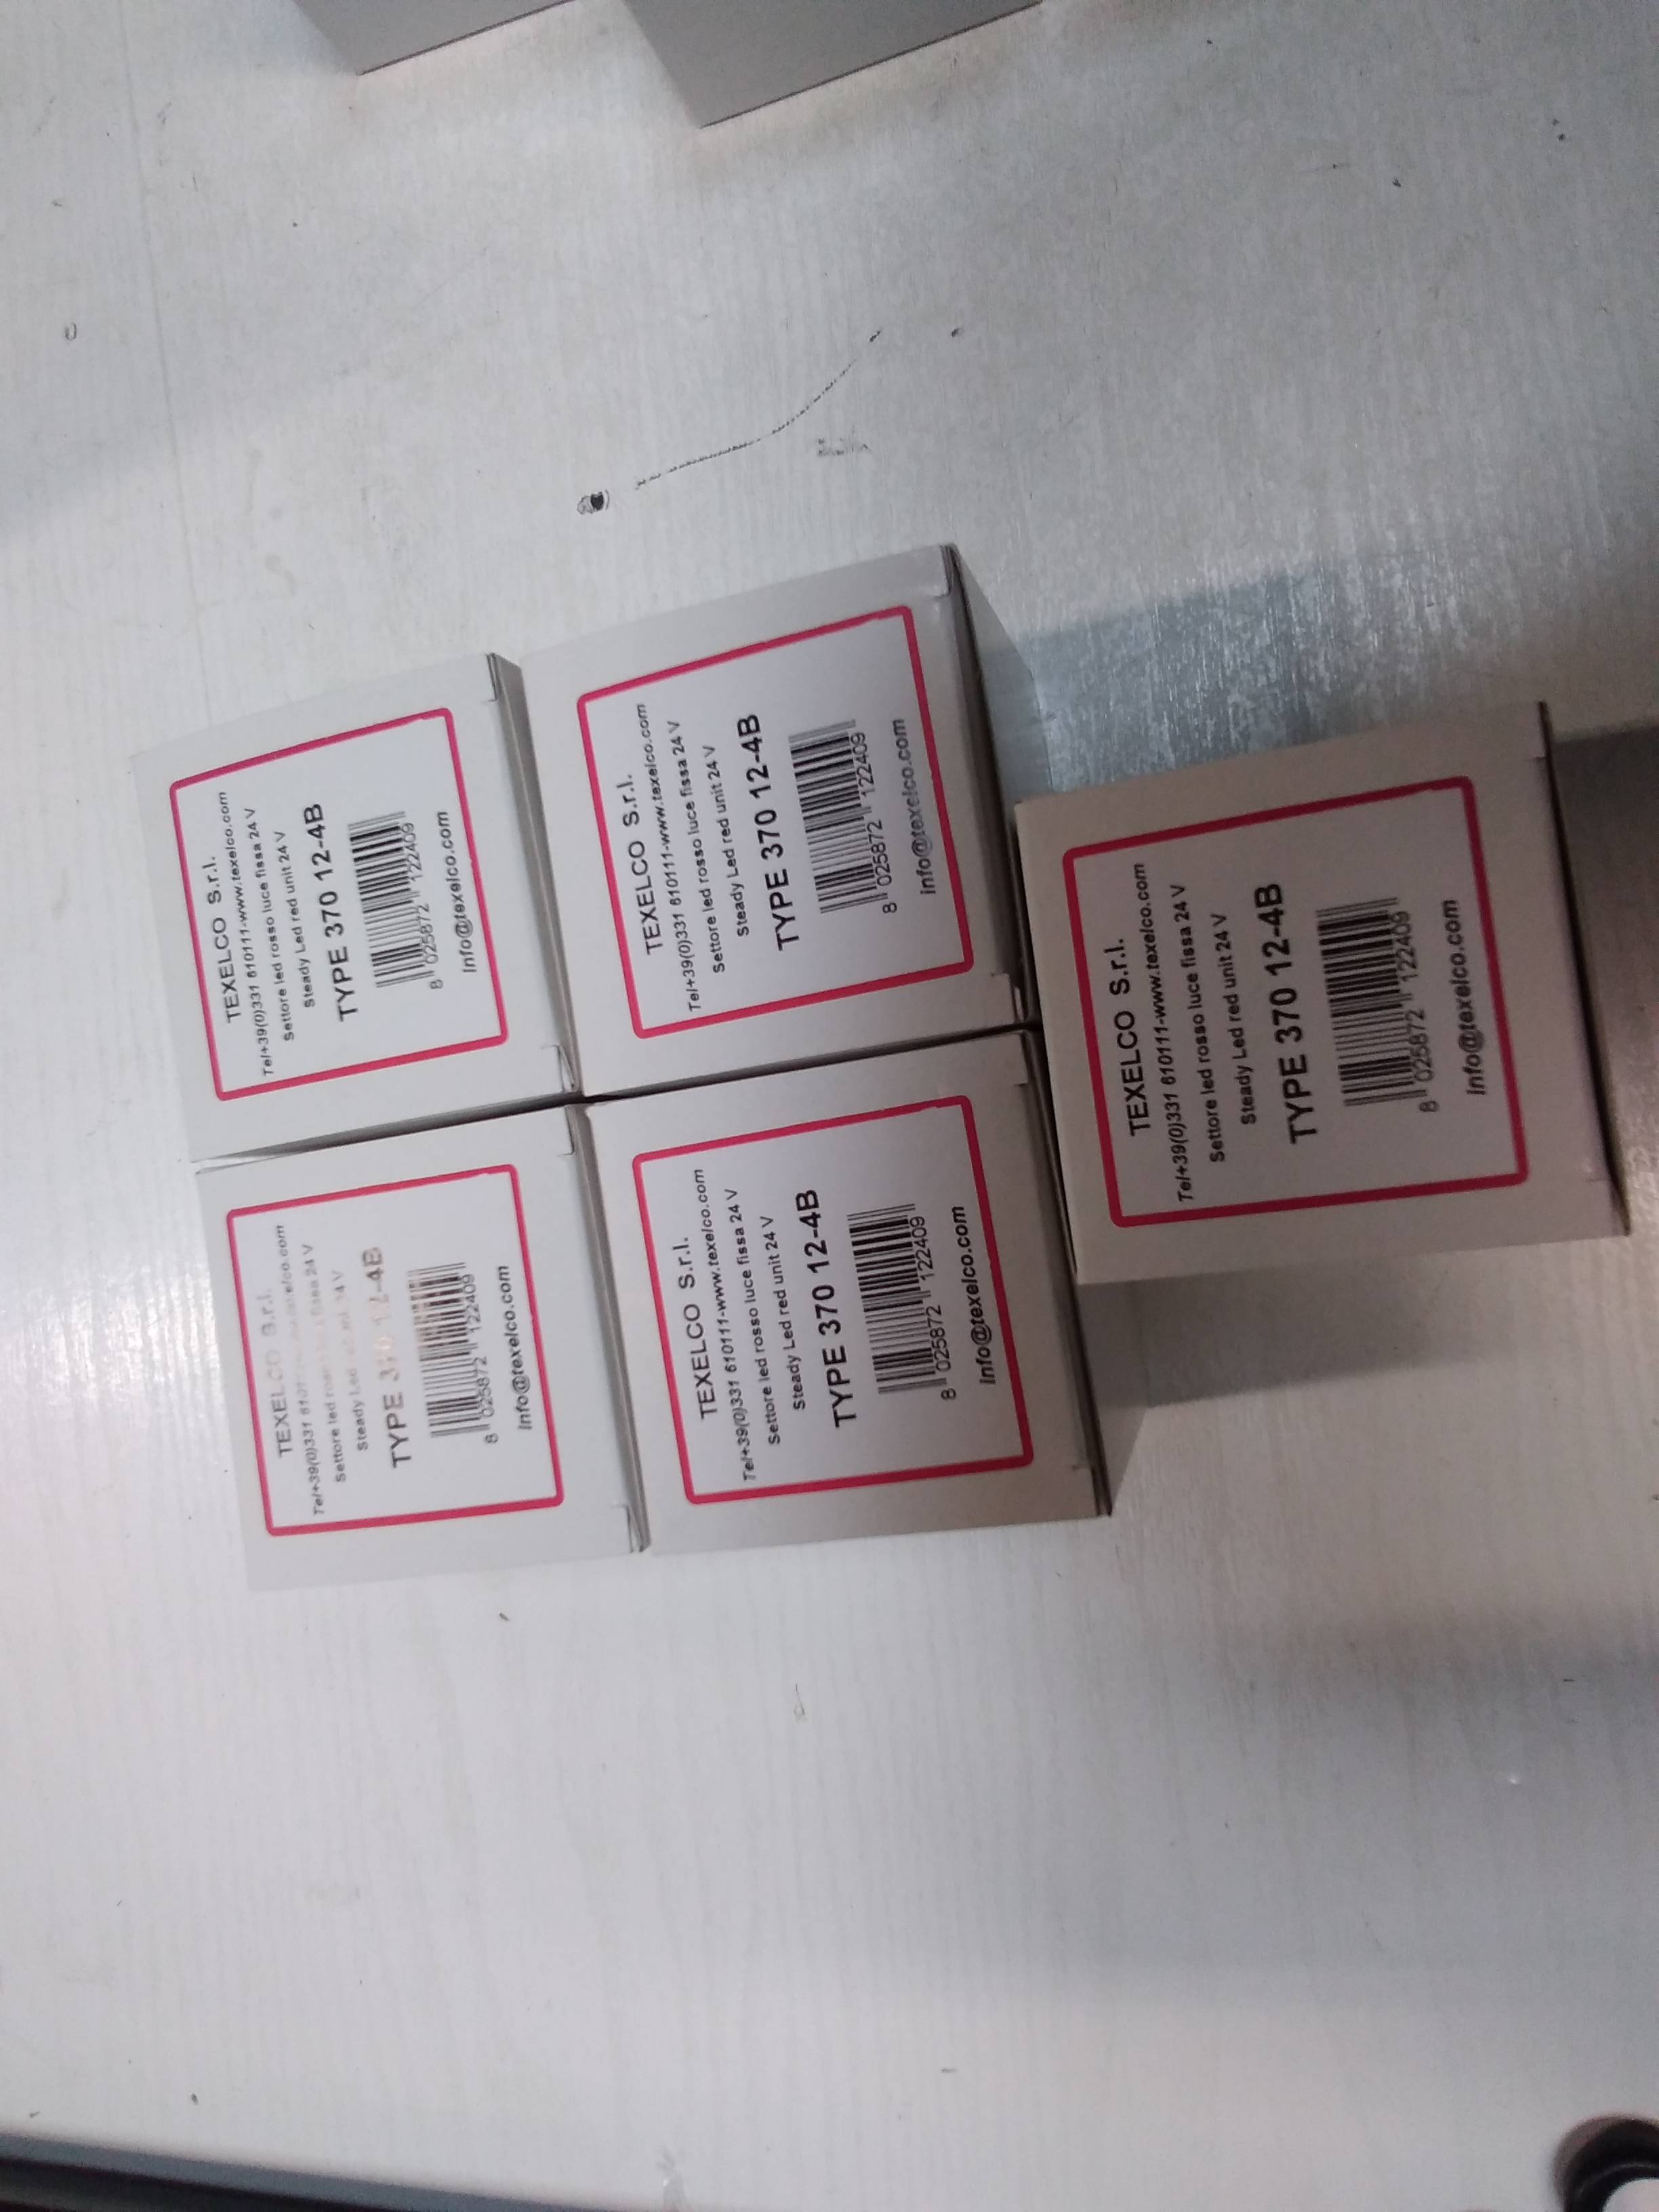 TEXELCO S.r.l.
Tel+39(0)331 610111-www.texelco.com
Settore led rosso luce fissa 24 V
Steady Led red unit 24 V
TYPE 370 12-4B
8 025872 122409
Info@texelco.com
TEXELCO S.r.l.
Tel+39(0)331 610111-www.texelco.com
Settore led rosso luce fissa 24 V
Steady Led red unit 24 V
TYPE 370 12-4B
8 025872 122409
Info@texelco.com
TEXELCO S.r.l.
Tel+39(0)331
Settore led fissa 24 V
Steady Led 24 V
TYPE 370 12-4B
8 025872 122409
Info@texelco.com
TEXELCO S.r.l.
Tel+39(0)331 610111-www.texelco.com
Settore led rosso luce fissa 24 V
Steady Led red unit 24 V
TYPE 370 12-4B
8 025872 122409
Info@texelco.com
TEXELCO S.r.l.
Tel+39(0)331 610111-www.texelco.com
Settore led rosso luce fissa 24 V
Steady Led red unit 24 V
TYPE 370 12-4B
8 025872 122409
Info@texelco.com